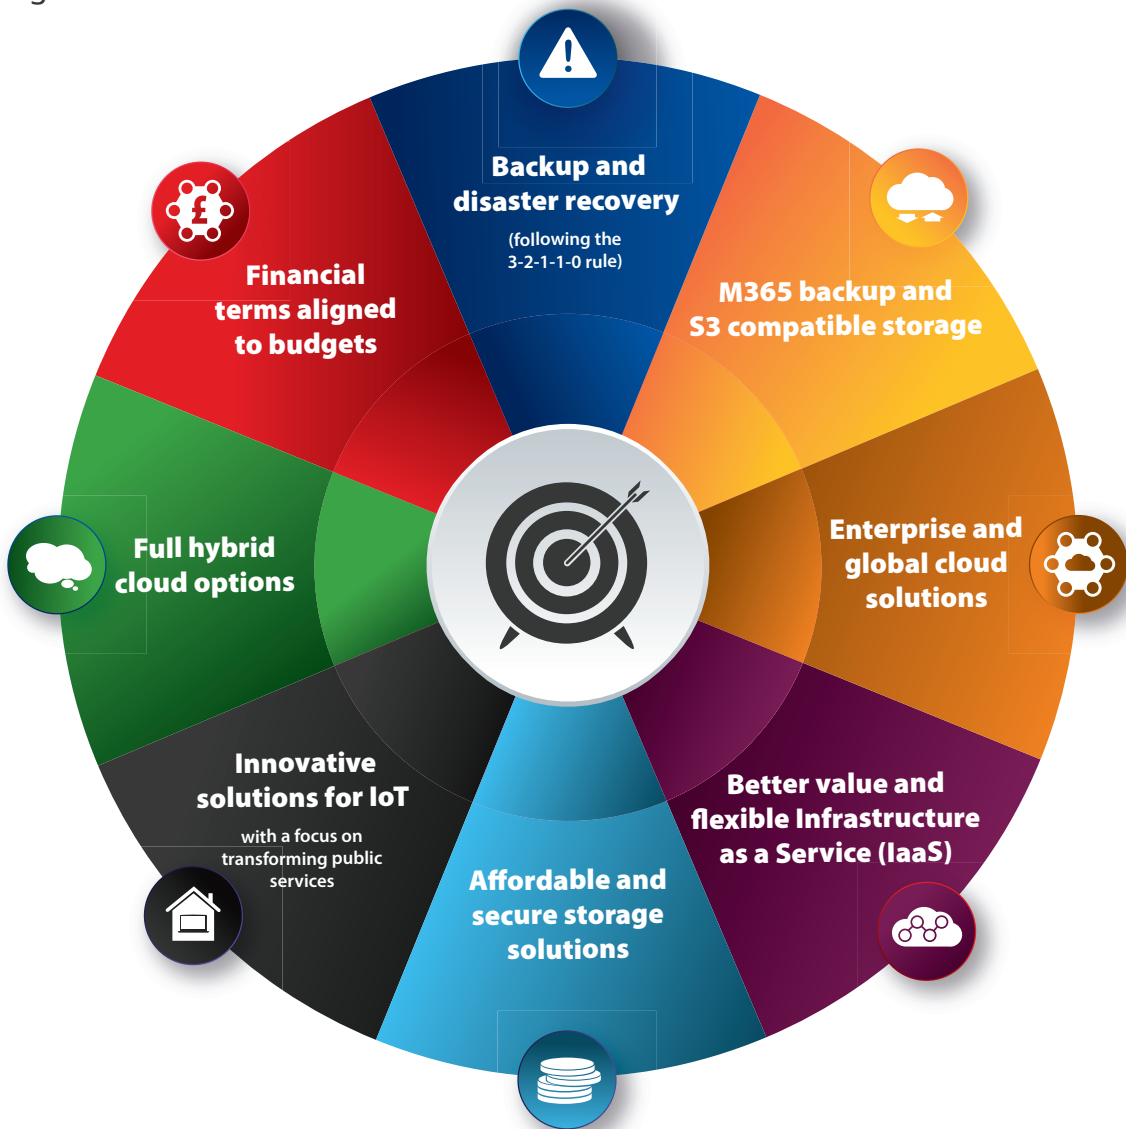 g
Backup and
disaster recovery
(following the
3-2-1-1-0 rule)
M365 backup and
S3 compatible storage
Enterprise and
global cloud
solutions
Better value and
flexible Infrastructure
as a Service (IaaS)
Affordable and
secure storage
solutions
Innovative
solutions for IoT
with a focus on
transforming public
services
Full hybrid
cloud options
Financial
terms aligned
to budgets
£